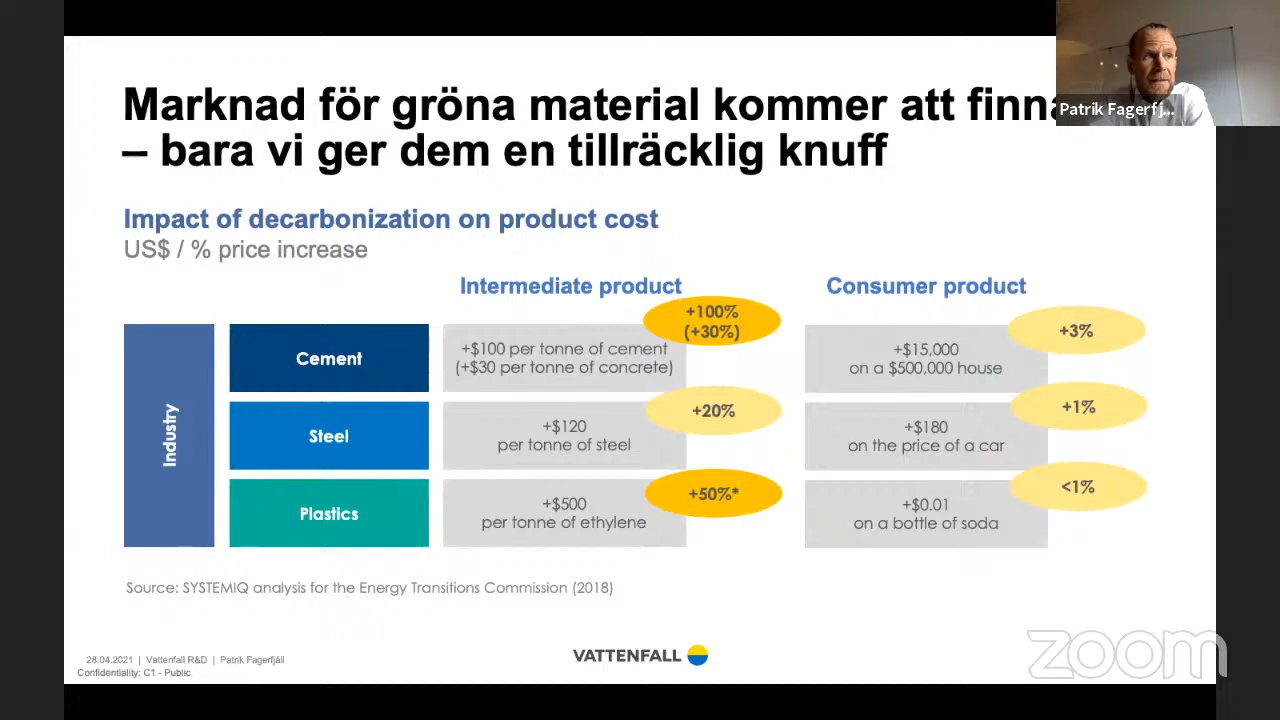 Marknad för gröna material kommer att finn
– bara vi ger dem en tillräcklig knuff
Patrik Fagerfj...
Impact of decarbonization on product cost
US$ / % price increase
Intermediate product
Consumer product
Industry
Cement
+$100 per tonne of cement
(+$30 per tonne of concrete)
+100%
(+30%)
+$15,000
on a $500,000 house
+3%
Steel
+$120
per tonne of steel
+20%
+$180
on the price of a car
+1%
Plastics
+$500
per tonne of ethylene
+50%*
+$0.01
on a bottle of soda
<1%
Source: SYSTEMIQ analysis for the Energy Transitions Commission (2018)
28.04.2021 | Vattenfall R&D | Patrik Fagerfjäll
Confidentiality: C1 - Public
VATTENFALL
zoom